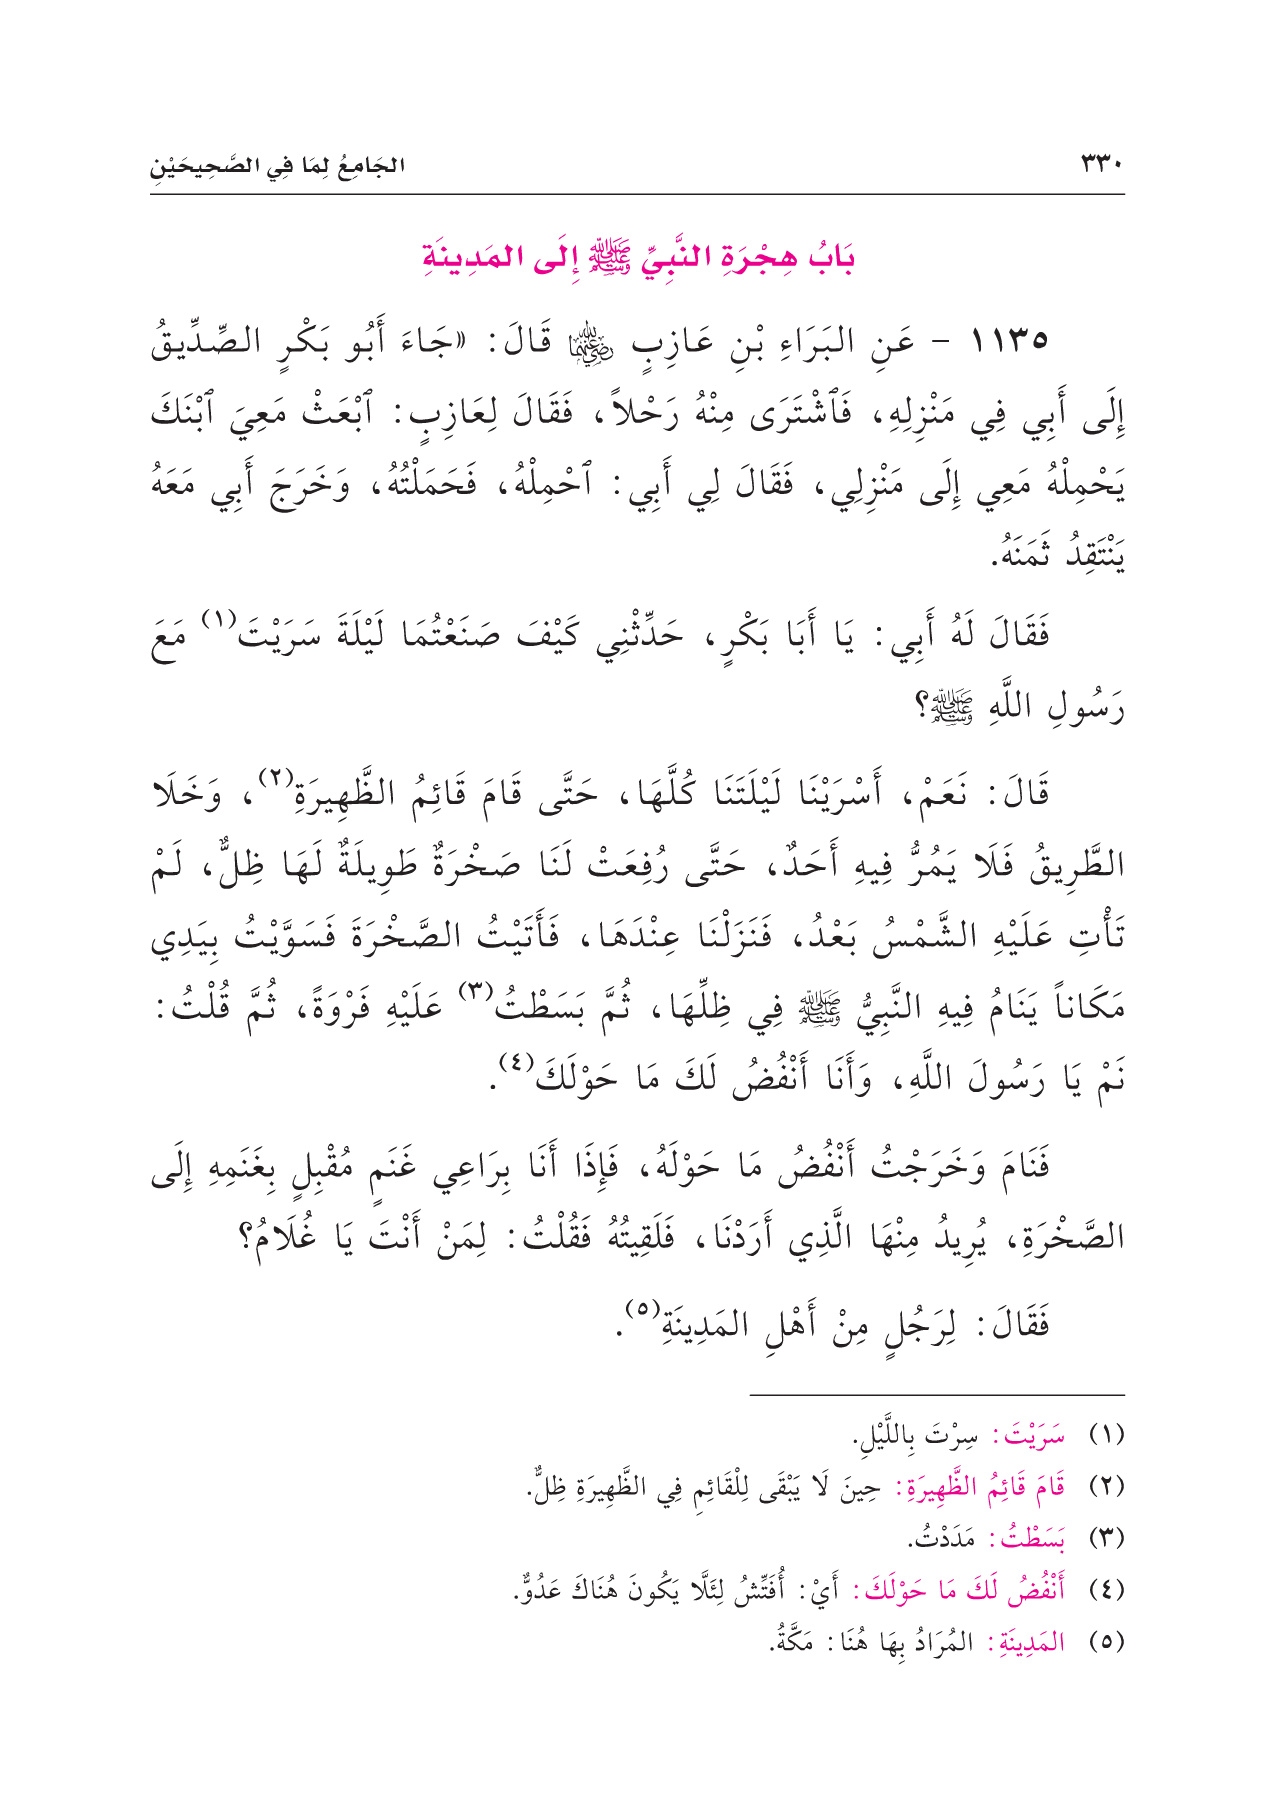 ٣٣٠ الجَامِعُ لِمَا فِي الصَّحِيحَيْنِ
بَابُ هِجْرَةِ النَّبِيِّ ﷺ إِلَى المَدِينَةِ
١١٣٥ - عَنِ البَرَاءِ بْنِ عَازِبٍ رضي الله عنهما قَالَ: «جَاءَ أَبُو بَكْرٍ الصِّدِّيقُ
إِلَى أَبِي فِي مَنْزِلِهِ، فَٱشْتَرَى مِنْهُ رَحْلاً، فَقَالَ لِعَازِبٍ: ٱبْعَثْ مَعِيَ ٱبْنَكَ
يَحْمِلْهُ مَعِي إِلَى مَنْزِلِي، فَقَالَ لِي أَبِي: ٱحْمِلْهُ، فَحَمَلْتُهُ، وَخَرَجَ أَبِي مَعَهُ
يَنْتَقِدُ ثَمَنَهُ.
فَقَالَ لَهُ أَبِي: يَا أَبَا بَكْرٍ، حَدِّثْنِي كَيْفَ صَنَعْتُمَا لَيْلَةَ سَرَيْتَ(١) مَعَ
رَسُولِ اللَّهِ ﷺ؟
قَالَ: نَعَمْ، أَسْرَيْنَا لَيْلَتَنَا كُلَّهَا، حَتَّى قَامَ قَائِمُ الظَّهِيرَةِ(٢)، وَخَلَا
الطَّرِيقُ فَلَا يَمُرُّ فِيهِ أَحَدٌ، حَتَّى رُفِعَتْ لَنَا صَخْرَةٌ طَوِيلَةٌ لَهَا ظِلٌّ، لَمْ
تَأْتِ عَلَيْهِ الشَّمْسُ بَعْدُ، فَنَزَلْنَا عِنْدَهَا، فَأَتَيْتُ الصَّخْرَةَ فَسَوَّيْتُ بِيَدِي
مَكَاناً يَنَامُ فِيهِ النَّبِيُّ ﷺ فِي ظِلِّهَا، ثُمَّ بَسَطْتُ(٣) عَلَيْهِ فَرْوَةً، ثُمَّ قُلْتُ:
نَمْ يَا رَسُولَ اللَّهِ، وَأَنَا أَنْفُضُ لَكَ مَا حَوْلَكَ(٤).
فَنَامَ وَخَرَجْتُ أَنْفُضُ مَا حَوْلَهُ، فَإِذَا أَنَا بِرَاعِي غَنَمٍ مُقْبِلٍ بِغَنَمِهِ إِلَى
الصَّخْرَةِ، يُرِيدُ مِنْهَا الَّذِي أَرَدْنَا، فَلَقِيتُهُ فَقُلْتُ: لِمَنْ أَنْتَ يَا غُلَامُ؟
فَقَالَ: لِرَجُلٍ مِنْ أَهْلِ المَدِينَةِ(٥).
(١) سَرَيْتَ: سِرْتَ بِاللَّيْلِ.
(٢) قَامَ قَائِمُ الظَّهِيرَةِ: حِينَ لَا يَبْقَى لِلْقَائِمِ فِي الظَّهِيرَةِ ظِلٌّ.
(٣) بَسَطْتُ: مَدَدْتُ.
(٤) أَنْفُضُ لَكَ مَا حَوْلَكَ: أَيْ: أُفَتِّشُ لِئَلَّا يَكُونَ هُنَاكَ عَدُوٌّ.
(٥) المَدِينَةِ: المُرَادُ بِهَا هُنَا: مَكَّةُ.